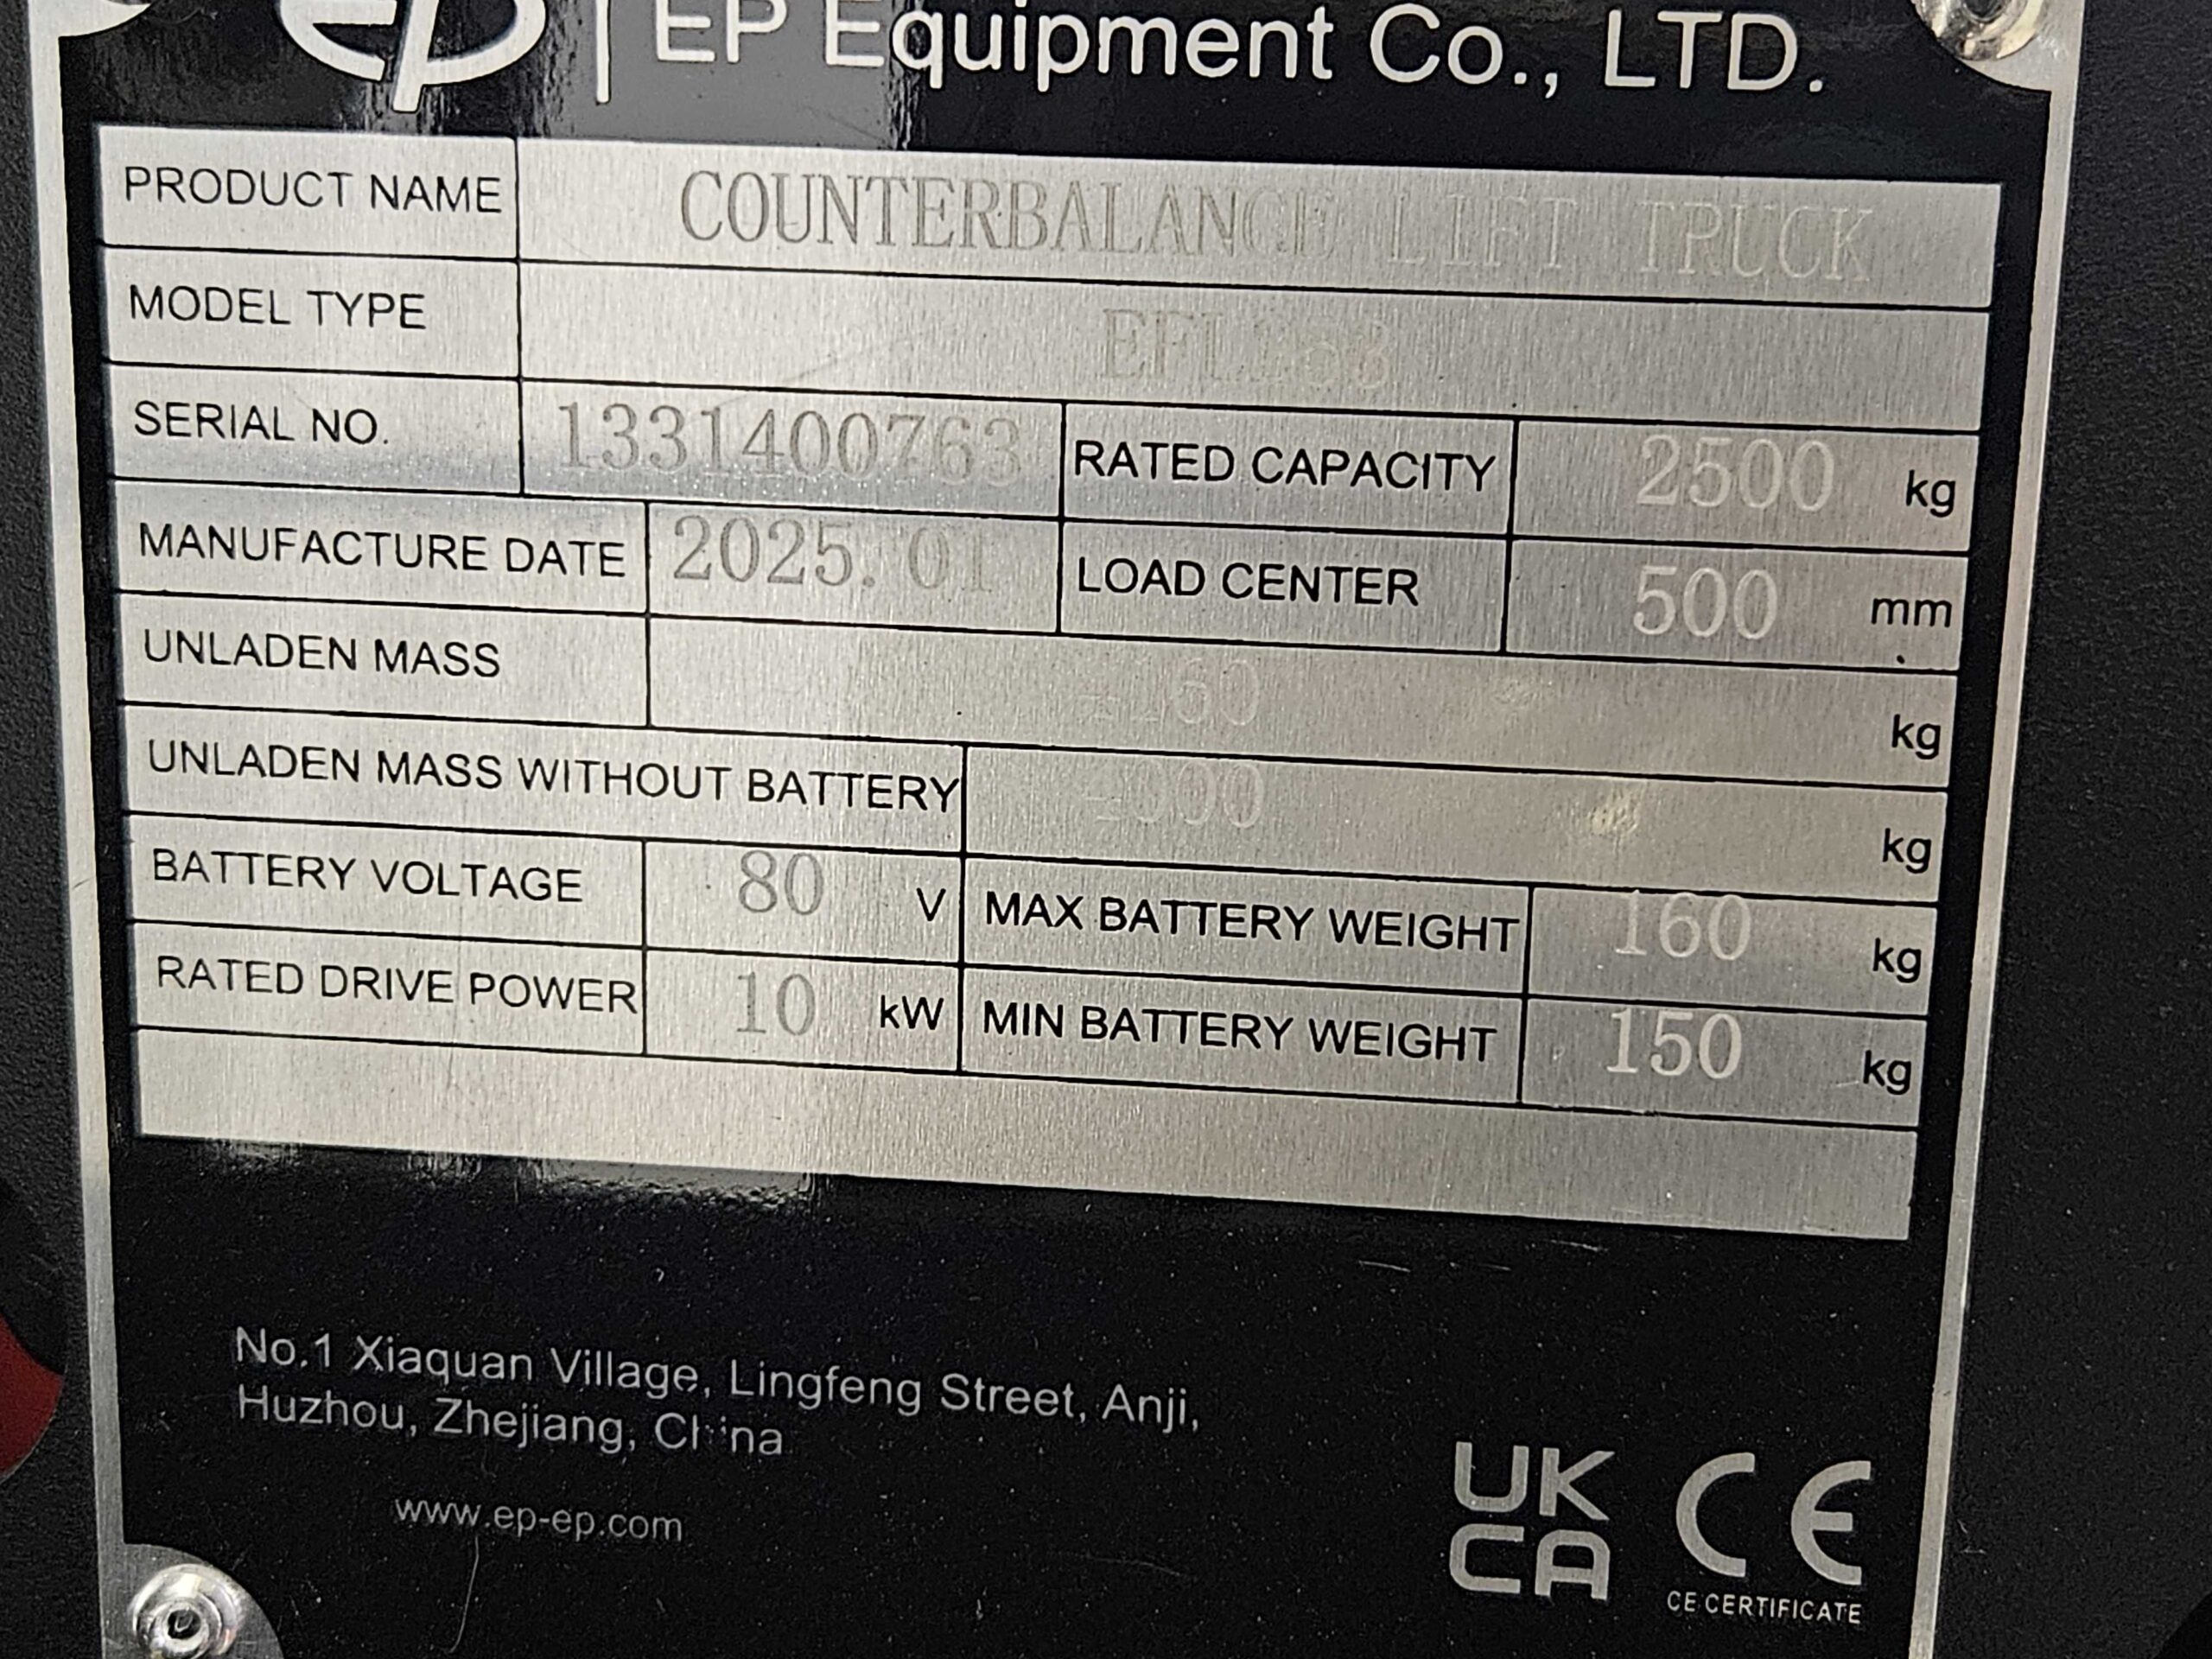 ep | EP Equipment Co., LTD.
PRODUCT NAME COUNTERBALANCE LIFT TRUCK
MODEL TYPE
SERIAL NO. 1331400763 RATED CAPACITY 2500 kg
MANUFACTURE DATE 2025.01 LOAD CENTER 500 mm
UNLADEN MASS kg
UNLADEN MASS WITHOUT BATTERY kg
BATTERY VOLTAGE 80 V MAX BATTERY WEIGHT 160 kg
RATED DRIVE POWER 10 kW MIN BATTERY WEIGHT 150 kg
No.1 Xiaquan Village, Lingfeng Street, Anji,
Huzhou, Zhejiang, China
www.ep-ep.com
UK
CA
CE
CE CERTIFICATE